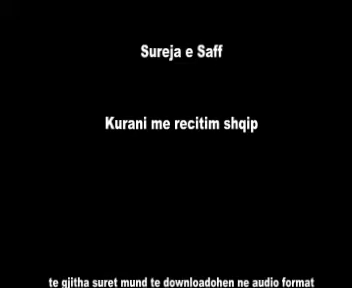 Sureja e Saff
Kurani me recitim shqip
te gjitha suret mund te downloadohen ne audio format